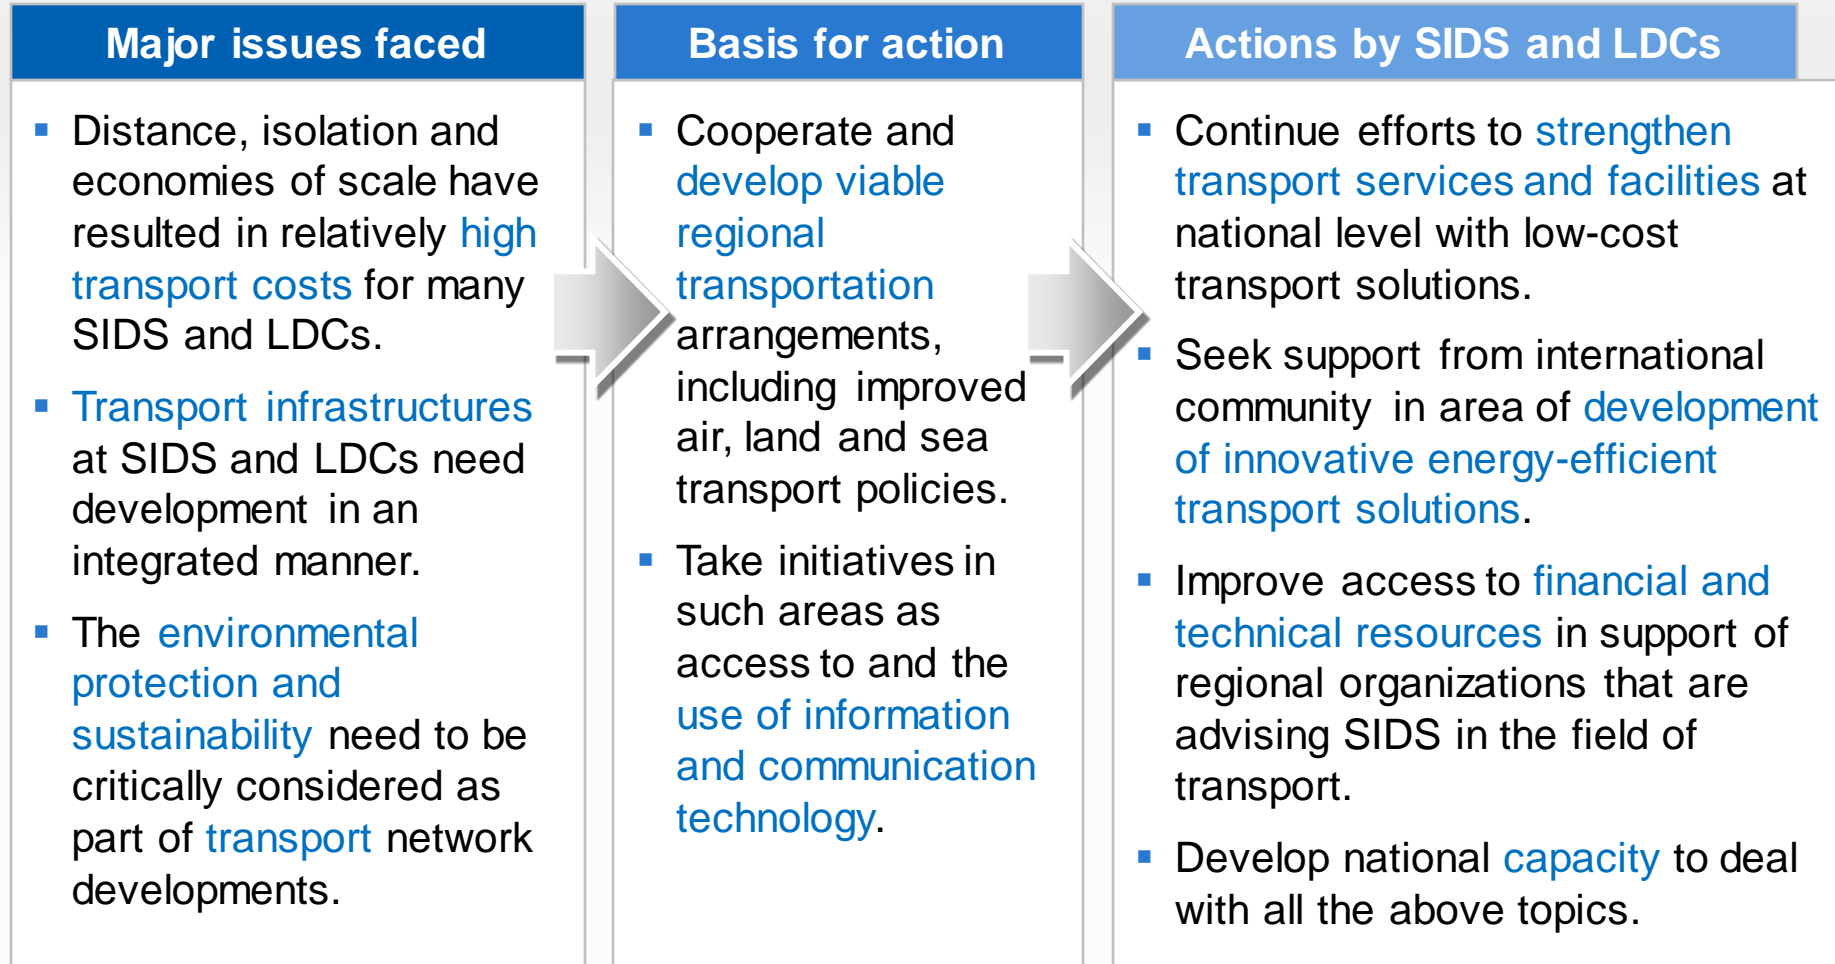 Major issues faced
Distance, isolation and
economies of scale have
resulted in relatively high
transport costs for many
SIDS and LDCs.
Transport infrastructures
at SIDS and LDCs need
development in an
integrated manner.
The environmental
protection and
sustainability need to be
critically considered as
part of transport network
developments.
Basis for action
Cooperate and
develop viable
regional
transportation
arrangements,
including improved
air, land and sea
transport policies.
Take initiatives in
such areas as
access to and the
use of information
and communication
technology.
Actions by SIDS and LDCs
Continue efforts to strengthen
transport services and facilities at
national level with low-cost
transport solutions.
Seek support from international
community in area of development
of innovative energy-efficient
transport solutions.
Improve access to financial and
technical resources in support of
regional organizations that are
advising SIDS in the field of
transport.
Develop national capacity to deal
with all the above topics.